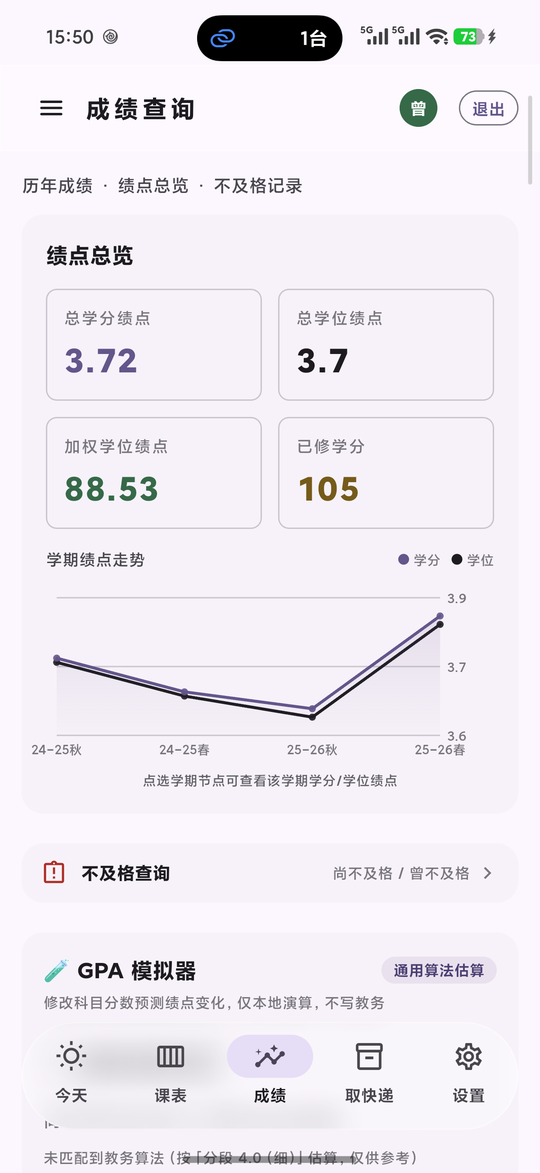 15:50
1台
5G 5G 73
成绩查询
曾
退出
历年成绩 · 绩点总览 · 不及格记录
绩点总览
总学分绩点
3.72
总学位绩点
3.7
加权学位绩点
88.53
已修学分
105
学期绩点走势
学分 学位
3.9
3.7
3.6
24-25秋 24-25春 25-26秋 25-26春
点选学期节点可查看该学期学分/学位绩点
不及格查询
尚不及格 / 曾不及格
GPA 模拟器
通用算法估算
修改科目分数预测绩点变化, 仅本地演算, 不写教务
今天 课表 成绩 取快递 设置
未匹配到教务算法 (按「分段 4.0 (细)」估算, 仅供参考)